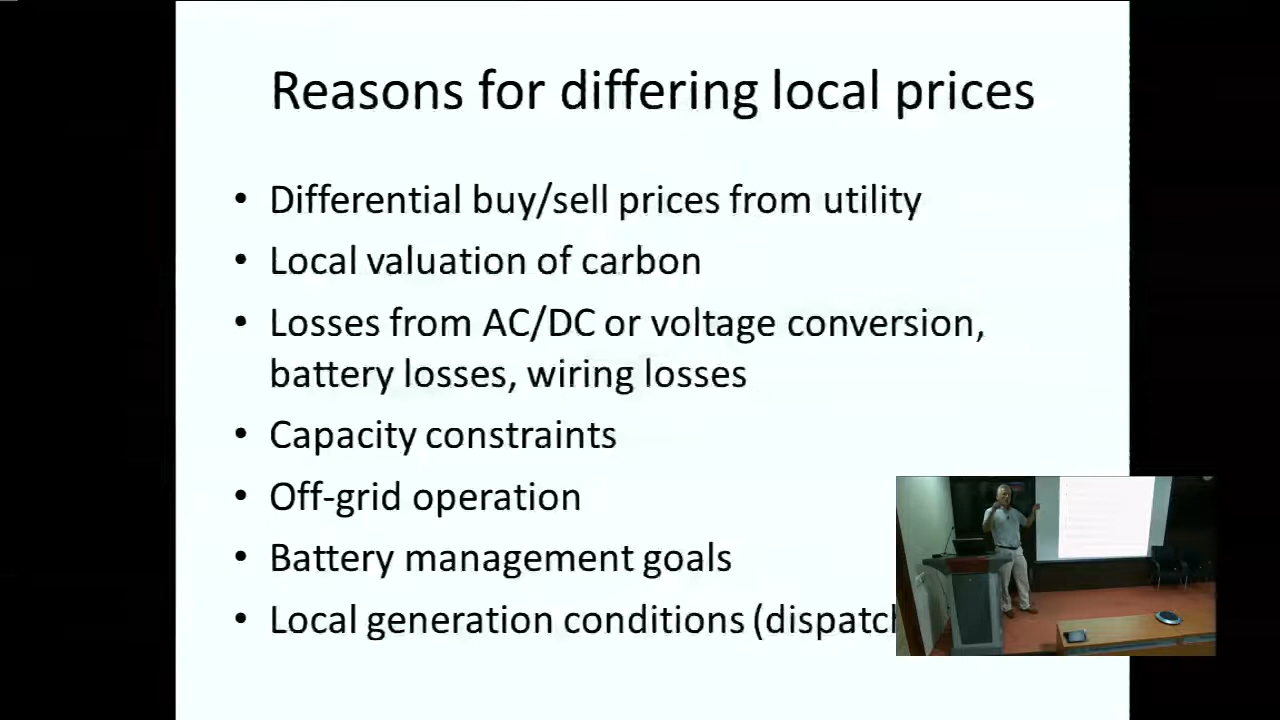 Reasons for differing local prices
• Differential buy/sell prices from utility
• Local valuation of carbon
• Losses from AC/DC or voltage conversion,
battery losses, wiring losses
• Capacity constraints
• Off-grid operation
• Battery management goals
• Local generation conditions